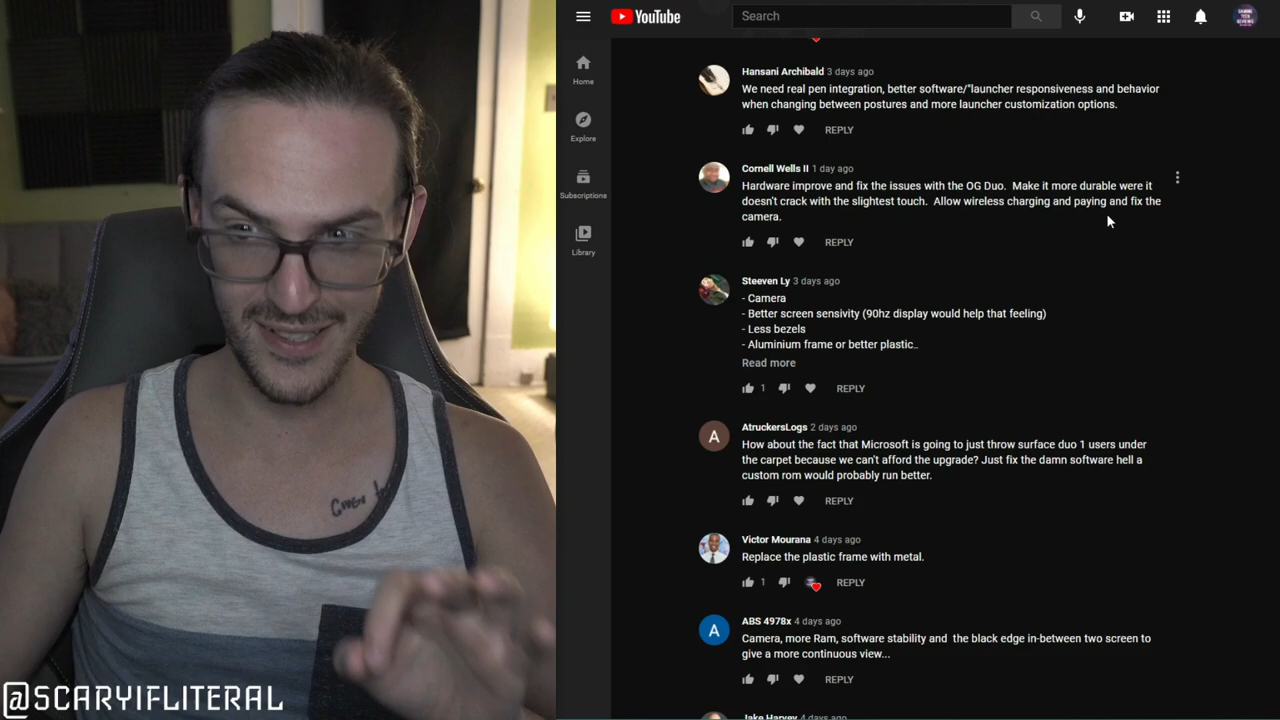 YouTube
Search
Home
Explore
Subscriptions
Library
Hansani Archibald 3 days ago
We need real pen integration, better software/"launcher responsiveness and behavior
when changing between postures and more launcher customization options.
REPLY
Cornell Wells II 1 day ago
Hardware improve and fix the issues with the OG Duo. Make it more durable were it
doesn't crack with the slightest touch. Allow wireless charging and paying and fix the
camera.
REPLY
Steeven Ly 3 days ago
- Camera
- Better screen sensivity (90hz display would help that feeling)
- Less bezels
- Aluminium frame or better plastic..
Read more
1 REPLY
A
AtruckersLogs 2 days ago
How about the fact that Microsoft is going to just throw surface duo 1 users under
the carpet because we can't afford the upgrade? Just fix the damn software hell a
custom rom would probably run better.
REPLY
Victor Mourana 4 days ago
Replace the plastic frame with metal.
1 REPLY
A
ABS 4978x 4 days ago
Camera, more Ram, software stability and the black edge in-between two screen to
give a more continuous view...
REPLY
Jake Harvey 4 days ago
@SCARYIFLITERAL